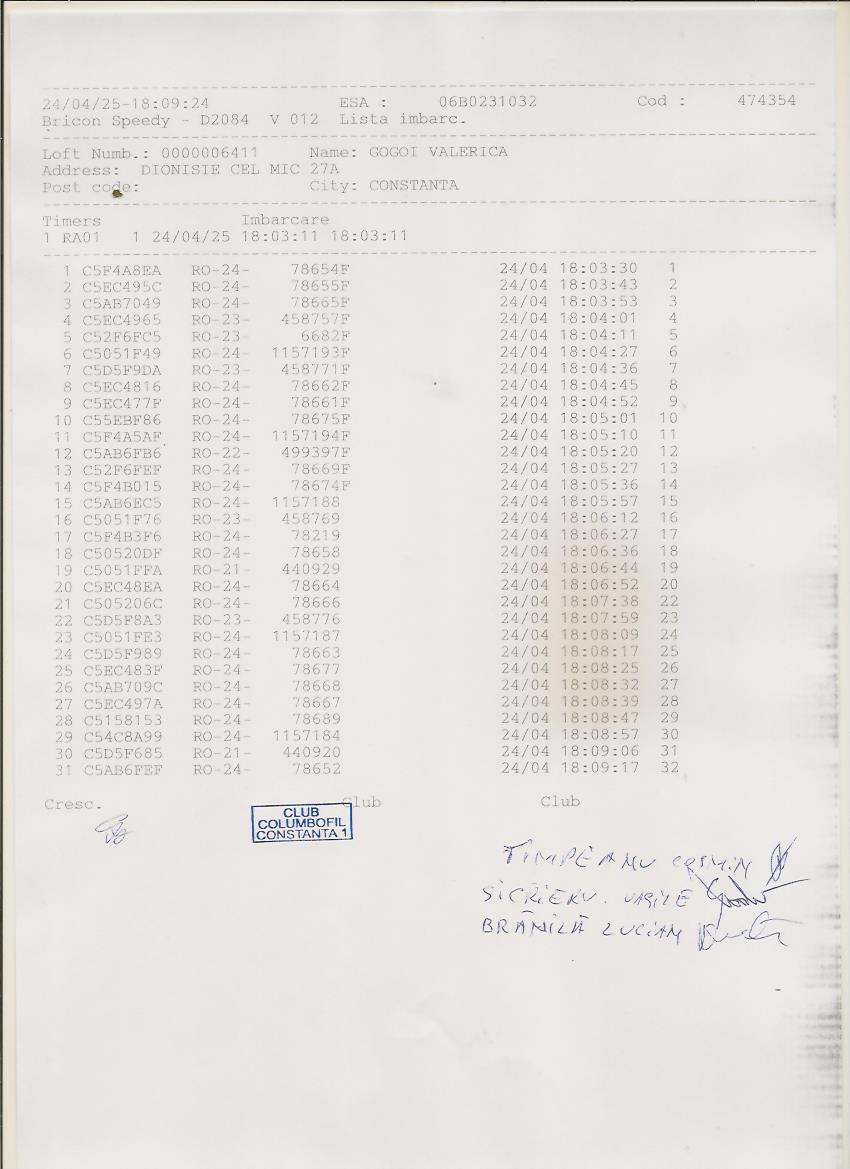 24/04/25-18:09:24 ESA : 06B0231032 Cod : 474354
Bricon Speedy - D2084 V 012 Lista imbarc.
Loft Numb.: 0000006411 Name: GOGOI VALERICA
Address: DIONISIE CEL MIC 27A
Post code: City: CONSTANTA
Timers Imbarcare
1 RA01 1 24/04/25 18:03:11 18:03:11
1 C5F4A8EA RO-24- 78654F 24/04 18:03:30 1
2 C5EC495C RO-24- 78655F 24/04 18:03:43 2
3 C5AB7049 RO-24- 78665F 24/04 18:03:53 3
4 C5EC4965 RO-23- 458757F 24/04 18:04:01 4
5 C52F6FC5 RO-23- 6682F 24/04 18:04:11 5
6 C5051F49 RO-24- 1157193F 24/04 18:04:27 6
7 C5D5F9DA RO-23- 458771F 24/04 18:04:36 7
8 C5EC4816 RO-24- 78662F 24/04 18:04:45 8
9 C5EC477F RO-24- 78661F 24/04 18:04:52 9
10 C55EBF86 RO-24- 78675F 24/04 18:05:01 10
11 C5F4A5AF RO-24- 1157194F 24/04 18:05:10 11
12 C5AB6FB6 RO-22- 499397F 24/04 18:05:20 12
13 C52F6FEF RO-24- 78669F 24/04 18:05:27 13
14 C5F4B015 RO-24- 78674F 24/04 18:05:36 14
15 C5AB6EC5 RO-24- 1157188 24/04 18:05:57 15
16 C5051F76 RO-23- 458769 24/04 18:06:12 16
17 C5F4B3F6 RO-24- 78219 24/04 18:06:27 17
18 C50520DF RO-24- 78658 24/04 18:06:36 18
19 C5051FFA RO-21- 440929 24/04 18:06:44 19
20 C5EC48EA RO-24- 78664 24/04 18:06:52 20
21 C505206C RO-24- 78666 24/04 18:07:38 22
22 C5D5F8A3 RO-23- 458776 24/04 18:07:59 23
23 C5051FE3 RO-24- 1157187 24/04 18:08:09 24
24 C5D5F989 RO-24- 78663 24/04 18:08:17 25
25 C5EC483F RO-24- 78677 24/04 18:08:25 26
26 C5AB709C RO-24- 78668 24/04 18:08:32 27
27 C5EC497A RO-24- 78667 24/04 18:08:39 28
28 C5158153 RO-24- 78689 24/04 18:08:47 29
29 C54C8A99 RO-24- 1157184 24/04 18:08:57 30
30 C5D5F685 RO-21- 440920 24/04 18:09:06 31
31 C5AB6FEF RO-24- 78652 24/04 18:09:17 32
Cresc. Club Club
CLUB
COLUMBOFIL
CONSTANTA 1
TIMPEANU COSMIN
SICRIERU. VASILE
BRĂNILĂ LUCIAN